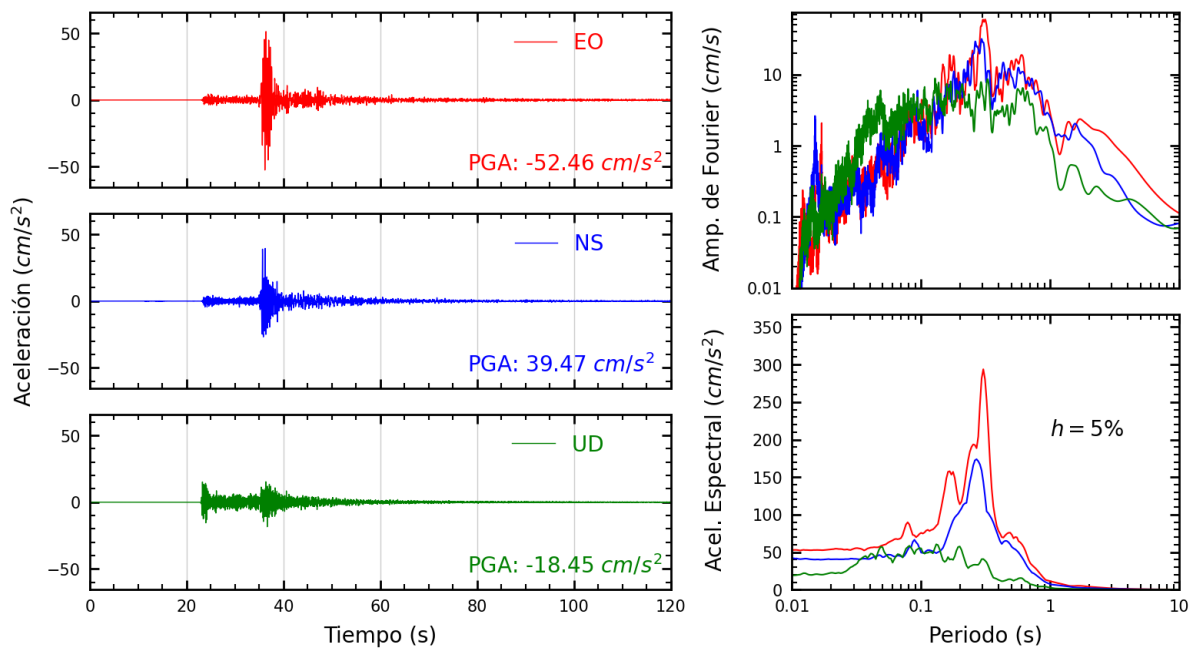 Aceleración (cm/s²)
50
0
−50
EO
PGA: -52.46 cm/s²
50
0
−50
NS
PGA: 39.47 cm/s²
50
0
−50
UD
PGA: -18.45 cm/s²
0 20 40 60 80 100 120
Tiempo (s)
Amp. de Fourier (cm/s)
10
1
0.1
0.01
Acel. Espectral (cm/s²)
350
300
250
200
150
100
50
0
h = 5%
0.01 0.1 1 10
Periodo (s)